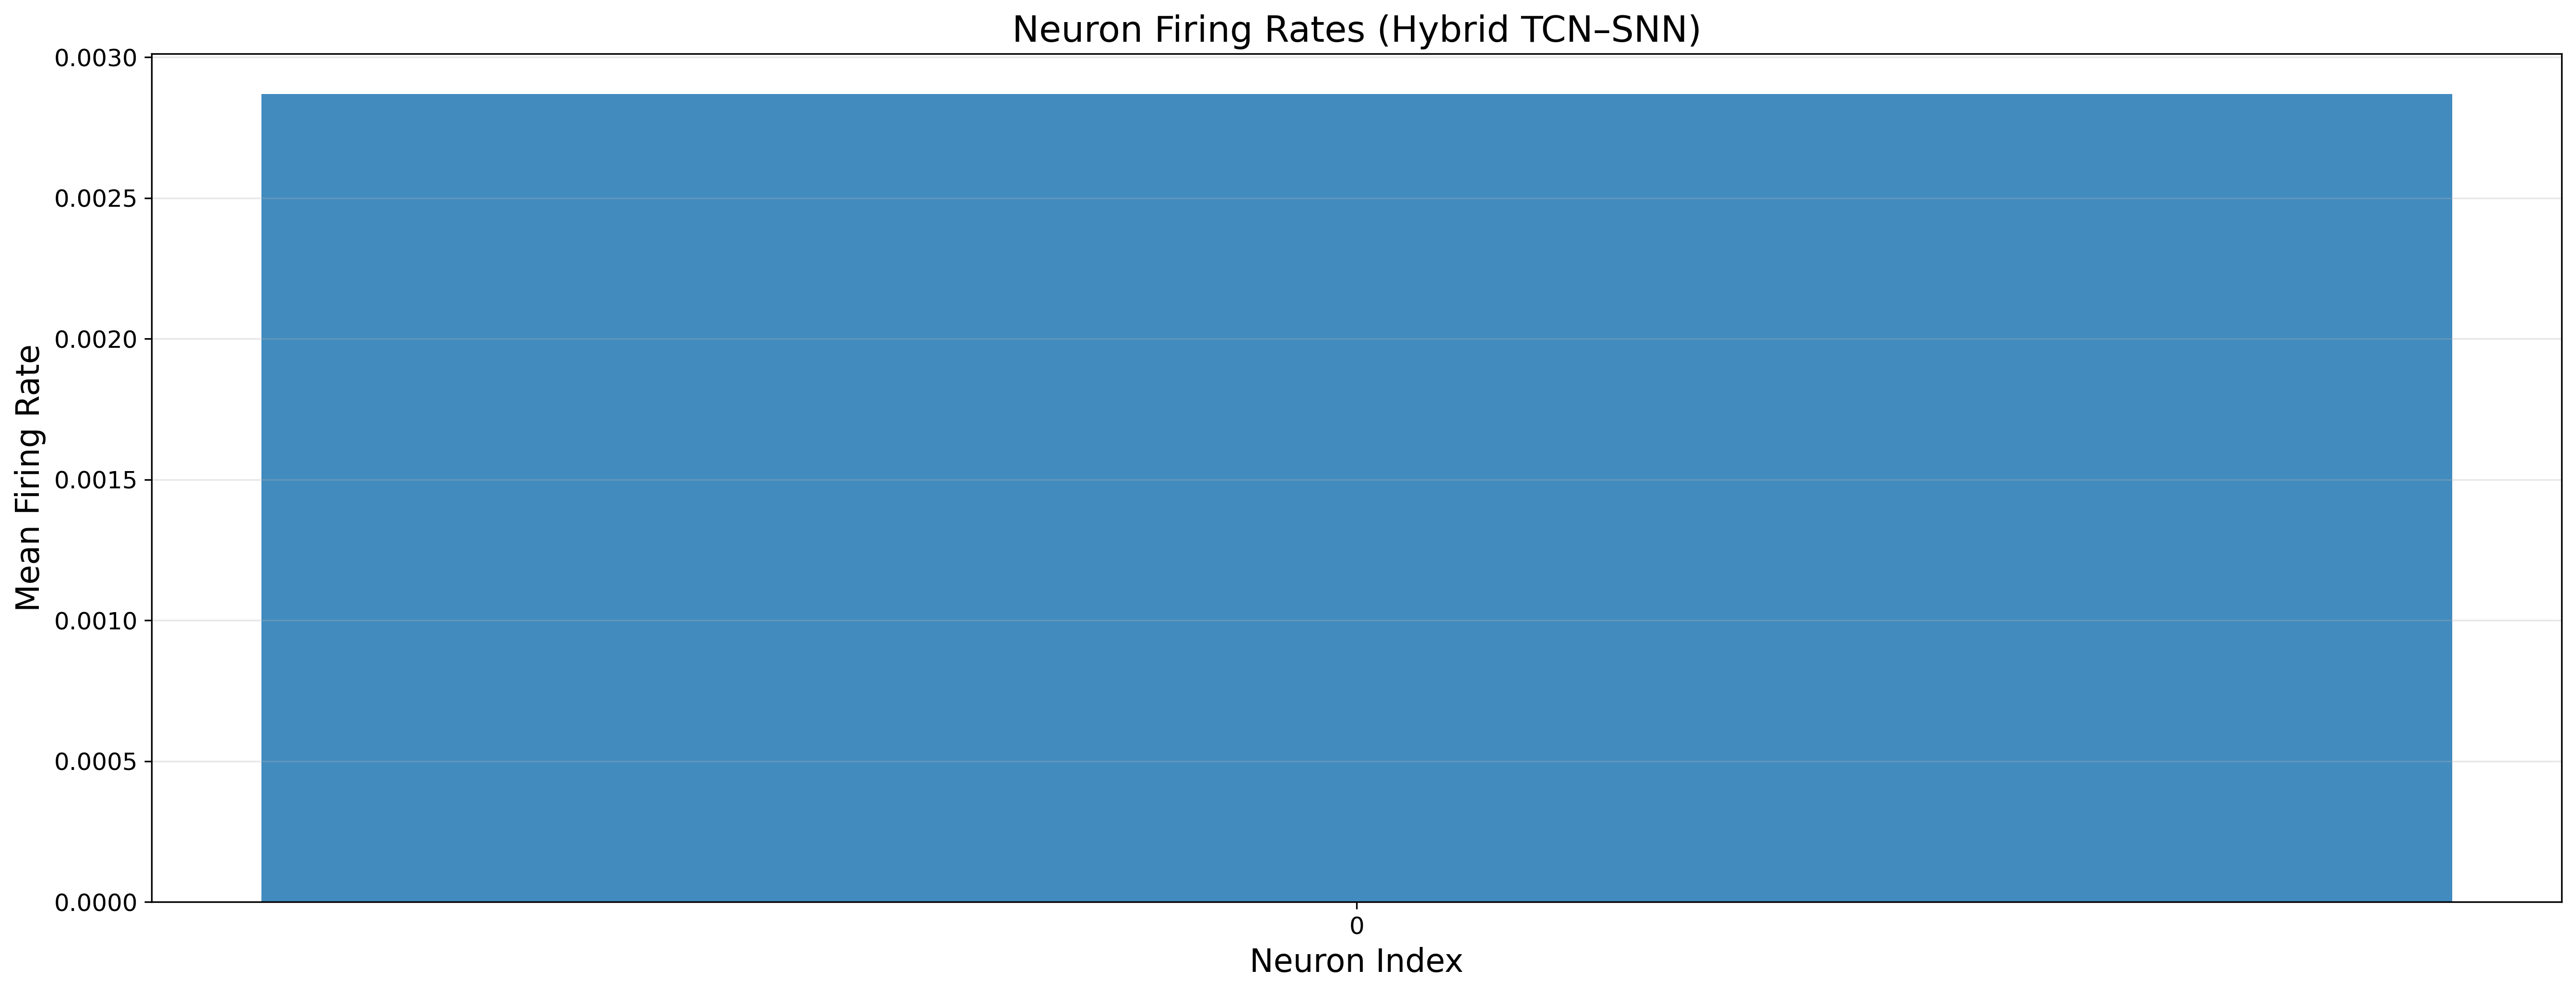 Neuron Firing Rates (Hybrid TCN–SNN)
Mean Firing Rate
0.0030
0.0025
0.0020
0.0015
0.0010
0.0005
0.0000
0
Neuron Index